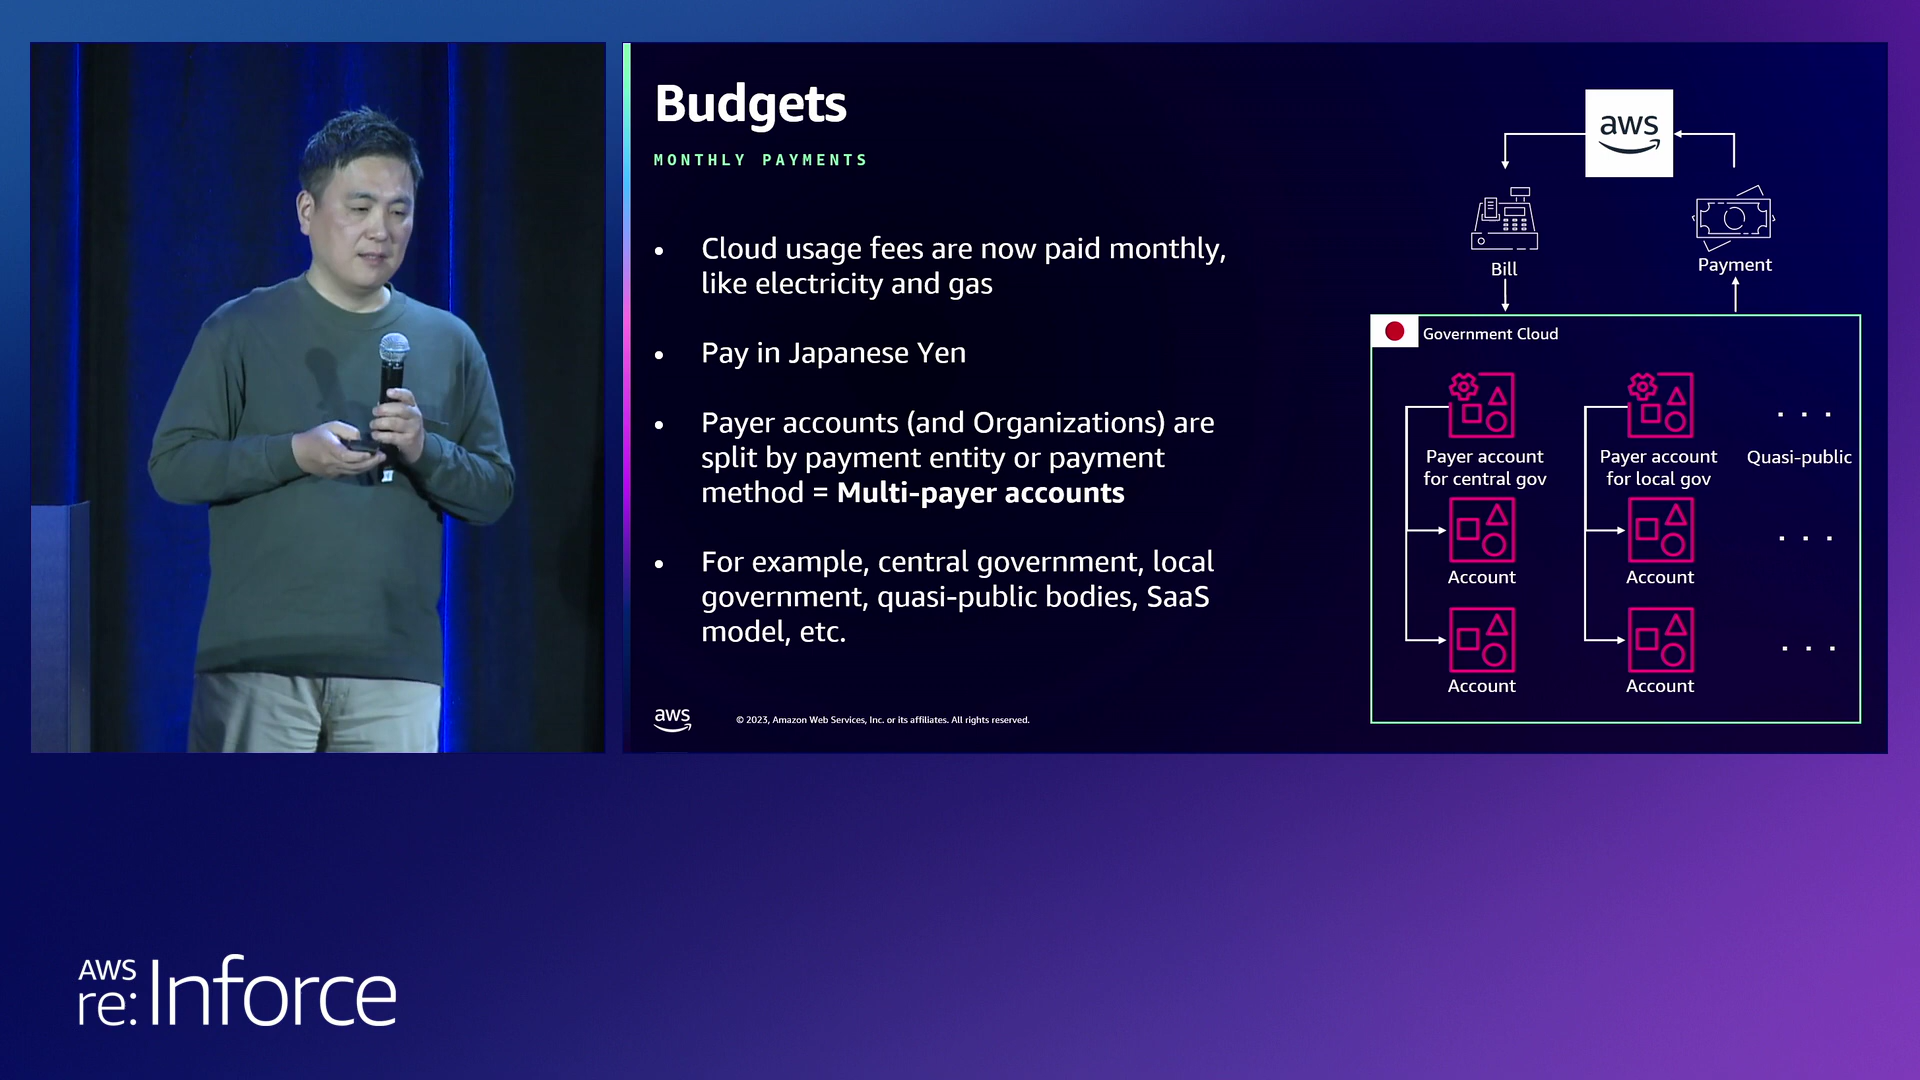 Budgets
MONTHLY PAYMENTS
• Cloud usage fees are now paid monthly,
like electricity and gas
• Pay in Japanese Yen
• Payer accounts (and Organizations) are
split by payment entity or payment
method = Multi-payer accounts
• For example, central government, local
government, quasi-public bodies, SaaS
model, etc.
aws
© 2023, Amazon Web Services, Inc. or its affiliates. All rights reserved.
aws
Bill
Payment
Government Cloud
Payer account
for central gov
Payer account
for local gov
. . .
Quasi-public
Account
Account
. . .
Account
Account
. . .
AWS
re:Inforce